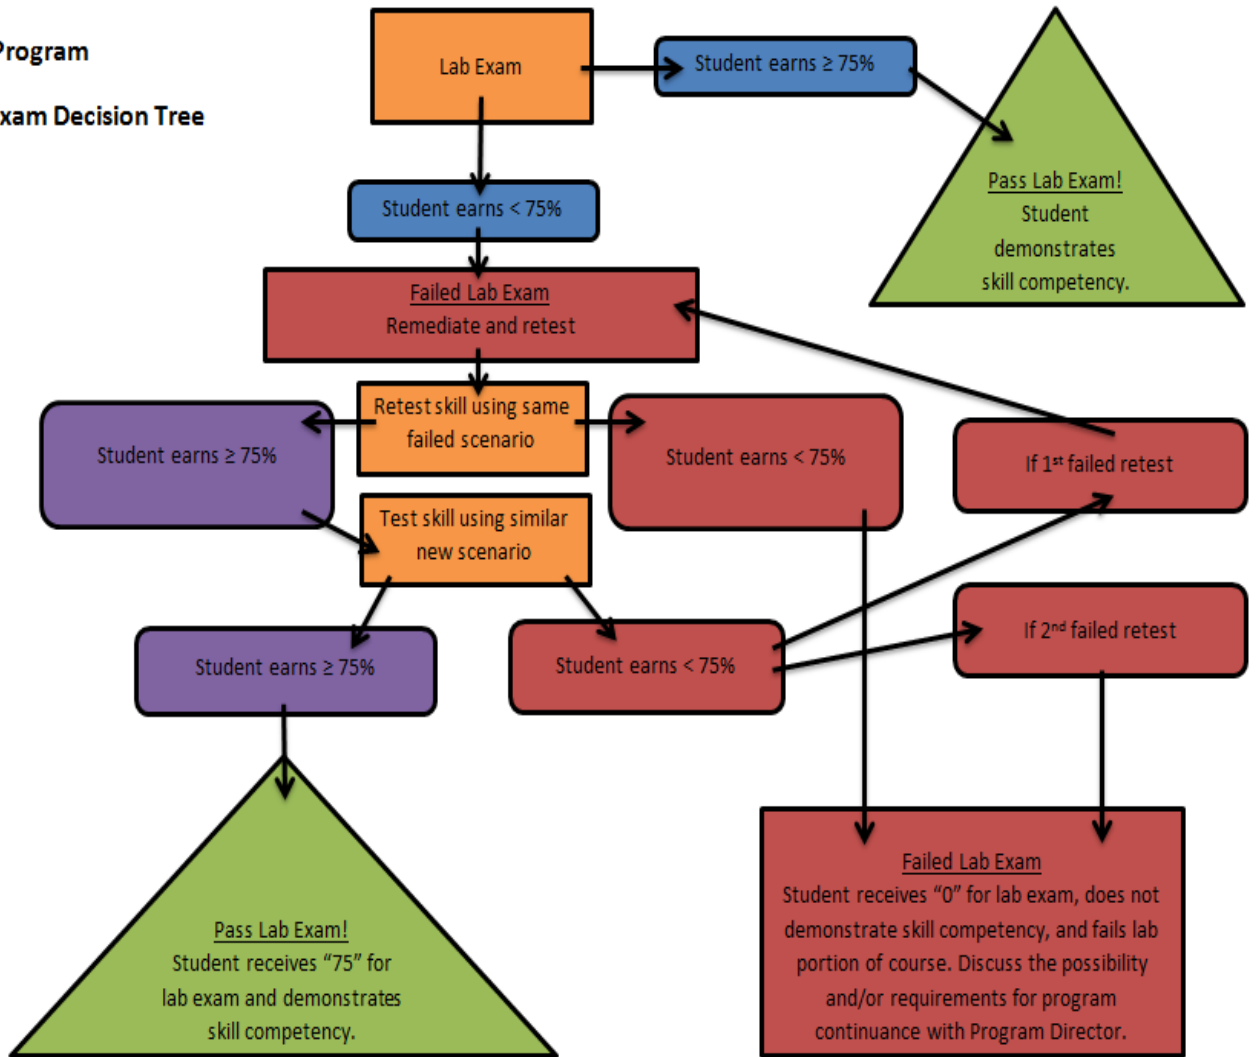 Program
Exam Decision Tree
Lab Exam
Student earns ≥ 75%
Pass Lab Exam!
Student
demonstrates
skill competency.
Student earns < 75%
Failed Lab Exam
Remediate and retest
Retest skill using same
failed scenario
Student earns ≥ 75%
Student earns < 75%
If 1st failed retest
Test skill using similar
new scenario
If 2nd failed retest
Student earns ≥ 75%
Student earns < 75%
Pass Lab Exam!
Student receives “75” for
lab exam and demonstrates
skill competency.
Failed Lab Exam
Student receives “0” for lab exam, does not
demonstrate skill competency, and fails lab
portion of course. Discuss the possibility
and/or requirements for program
continuance with Program Director.